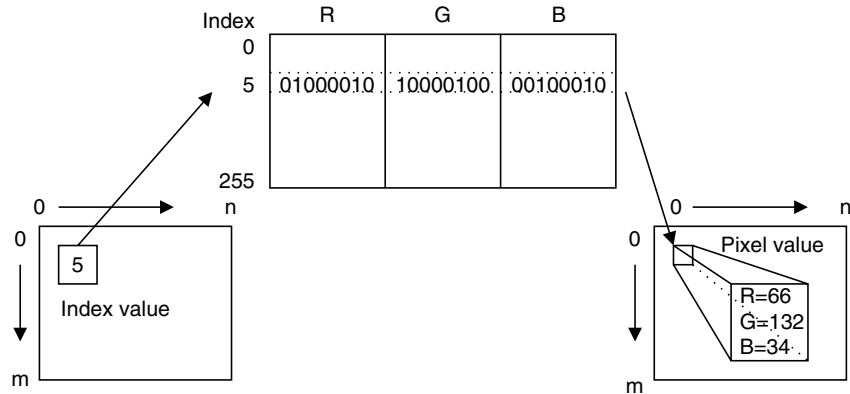 Index R G B
0
5 01000010 10000100 00100010
255
0 n
0
5
Index value
m
0 n
0 Pixel value
R=66
G=132
B=34
m